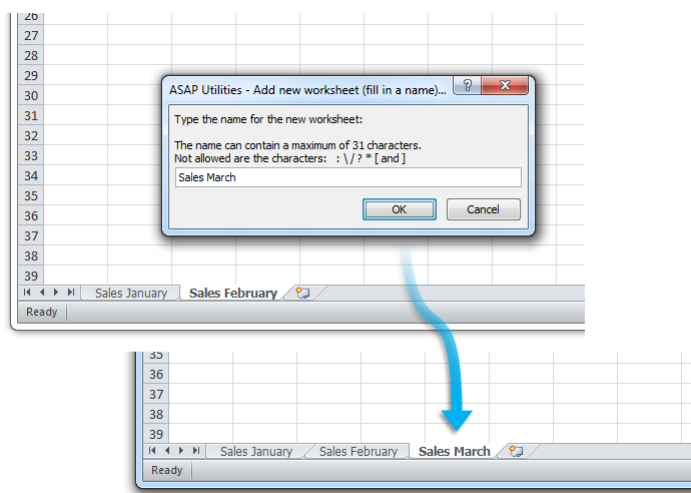 26
27
28
29
30
31
32
33
34
35
36
37
38
39
ASAP Utilities - Add new worksheet (fill in a name)...
Type the name for the new worksheet:
The name can contain a maximum of 31 characters.
Not allowed are the characters: : \ / ? * [ and ]
Sales March
OK Cancel
Sales January Sales February
Ready
35
36
37
38
39
Sales January Sales February Sales March
Ready